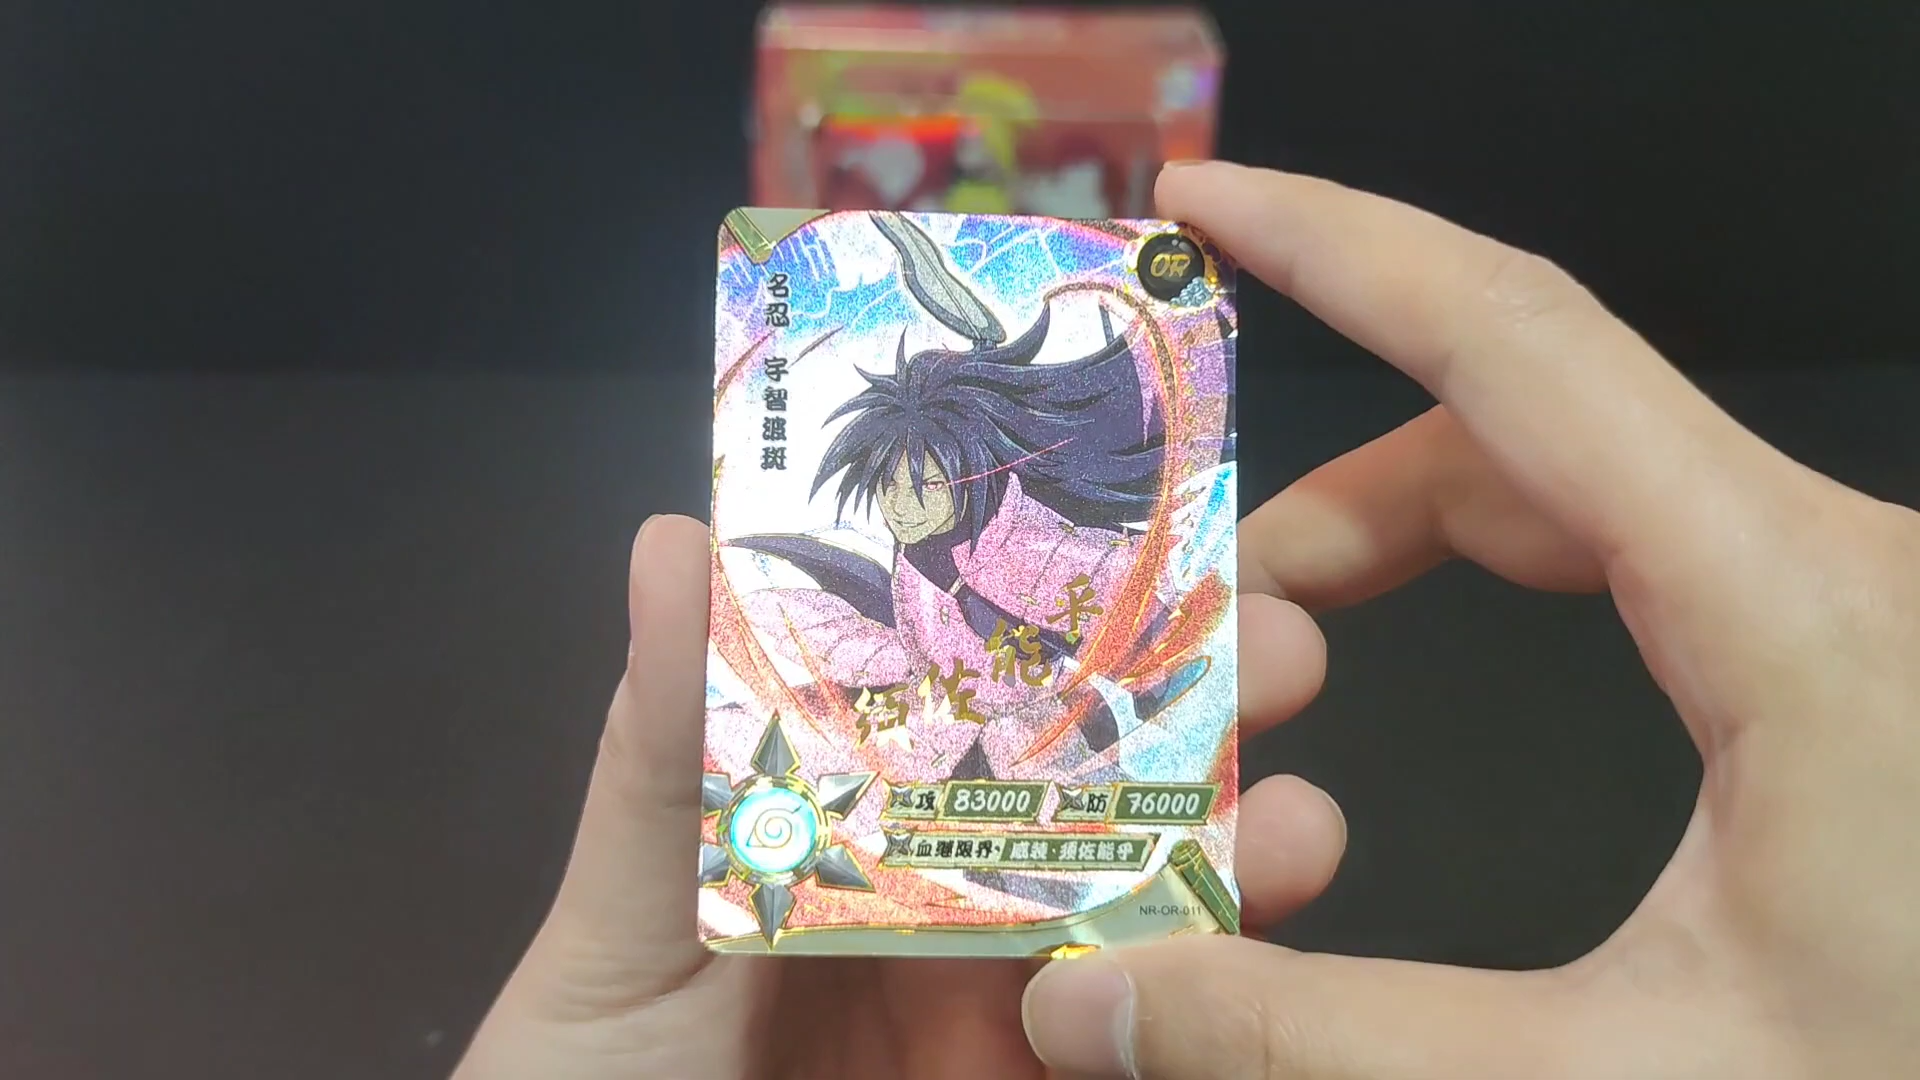 OR
名忍 宇智波斑
须佐能乎
攻 83000 防 76000
血继限界· 威装·须佐能乎
NR-OR-011